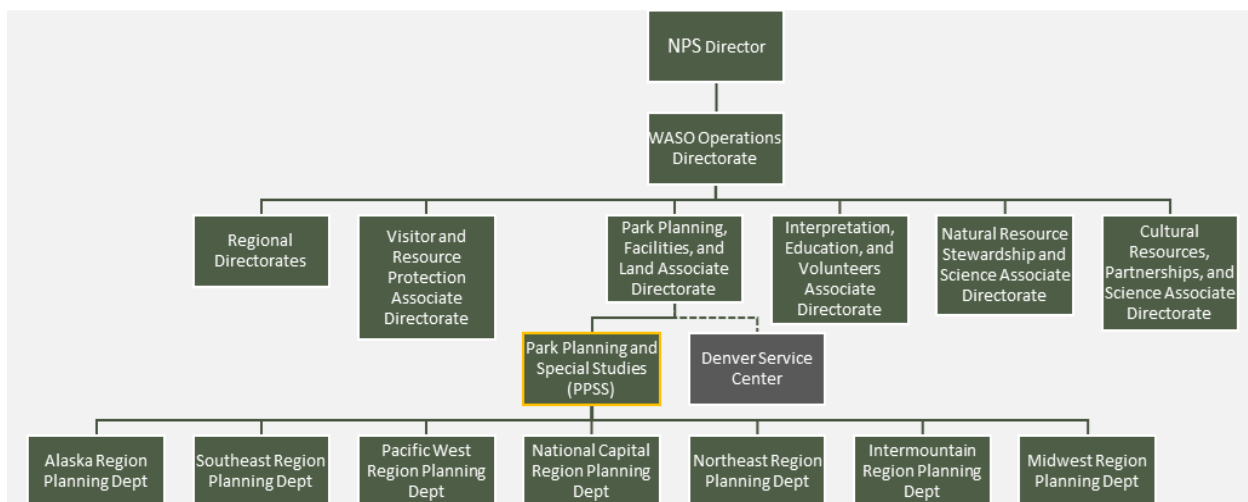 NPS Director
WASO Operations
Directorate
Regional
Directorates
Visitor and
Resource
Protection
Associate
Directorate
Park Planning,
Facilities, and
Land Associate
Directorate
Interpretation,
Education, and
Volunteers
Associate
Directorate
Natural Resource
Stewardship and
Science Associate
Directorate
Cultural
Resources,
Partnerships, and
Science Associate
Directorate
Park Planning and
Special Studies
(PPSS)
Denver Service
Center
Alaska Region
Planning Dept
Southeast Region
Planning Dept
Pacific West
Region Planning
Dept
National Capital
Region Planning
Dept
Northeast Region
Planning Dept
Intermountain
Region Planning
Dept
Midwest Region
Planning Dept